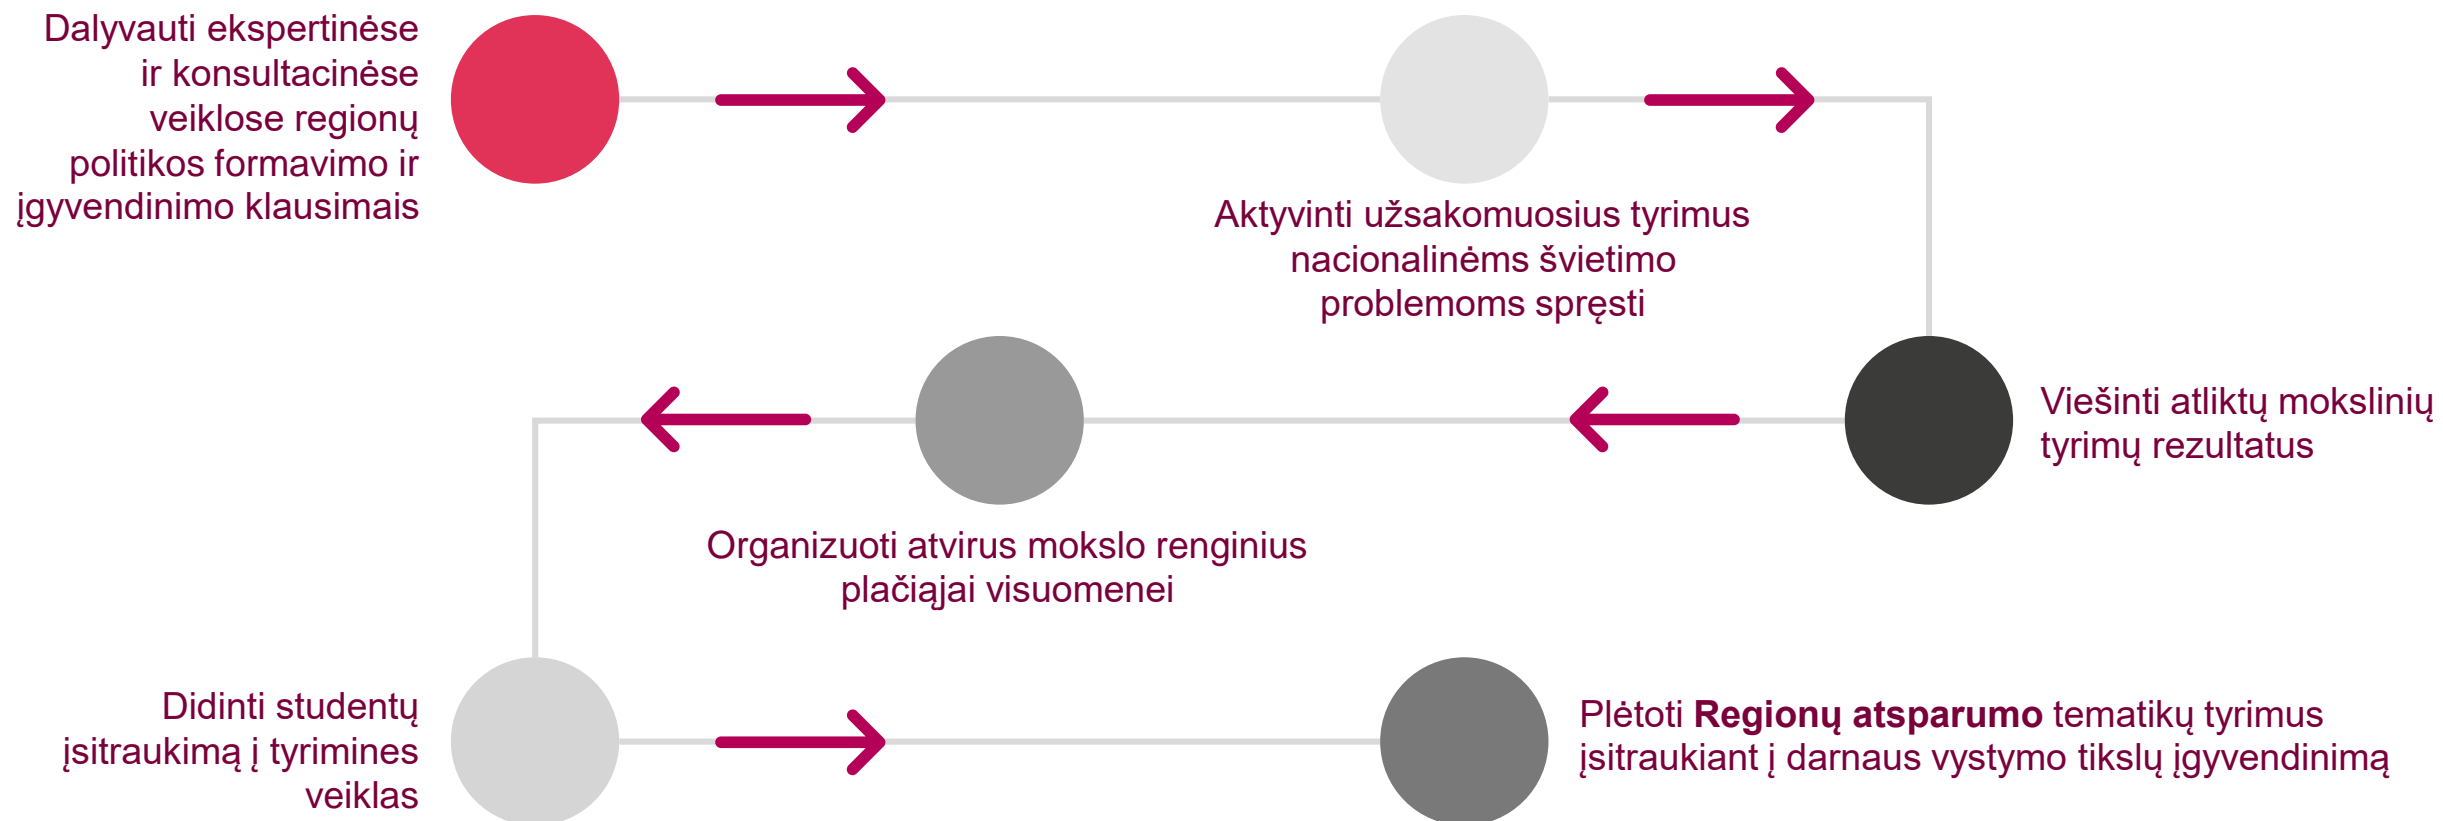 Dalyvauti ekspertinėse
ir konsultacinėse
veiklose regionų
politikos formavimo ir
įgyvendinimo klausimais
Aktyvinti užsakomuosius tyrimus
nacionalinėms švietimo
problemoms spręsti
Viešinti atliktų mokslinių
tyrimų rezultatus
Organizuoti atvirus mokslo renginius
plačiąjai visuomenei
Didinti studentų
įsitraukimą į tyrimines
veiklas
Plėtoti Regionų atsparumo tematikų tyrimus
įsitraukiant į darnaus vystymo tikslų įgyvendinimą